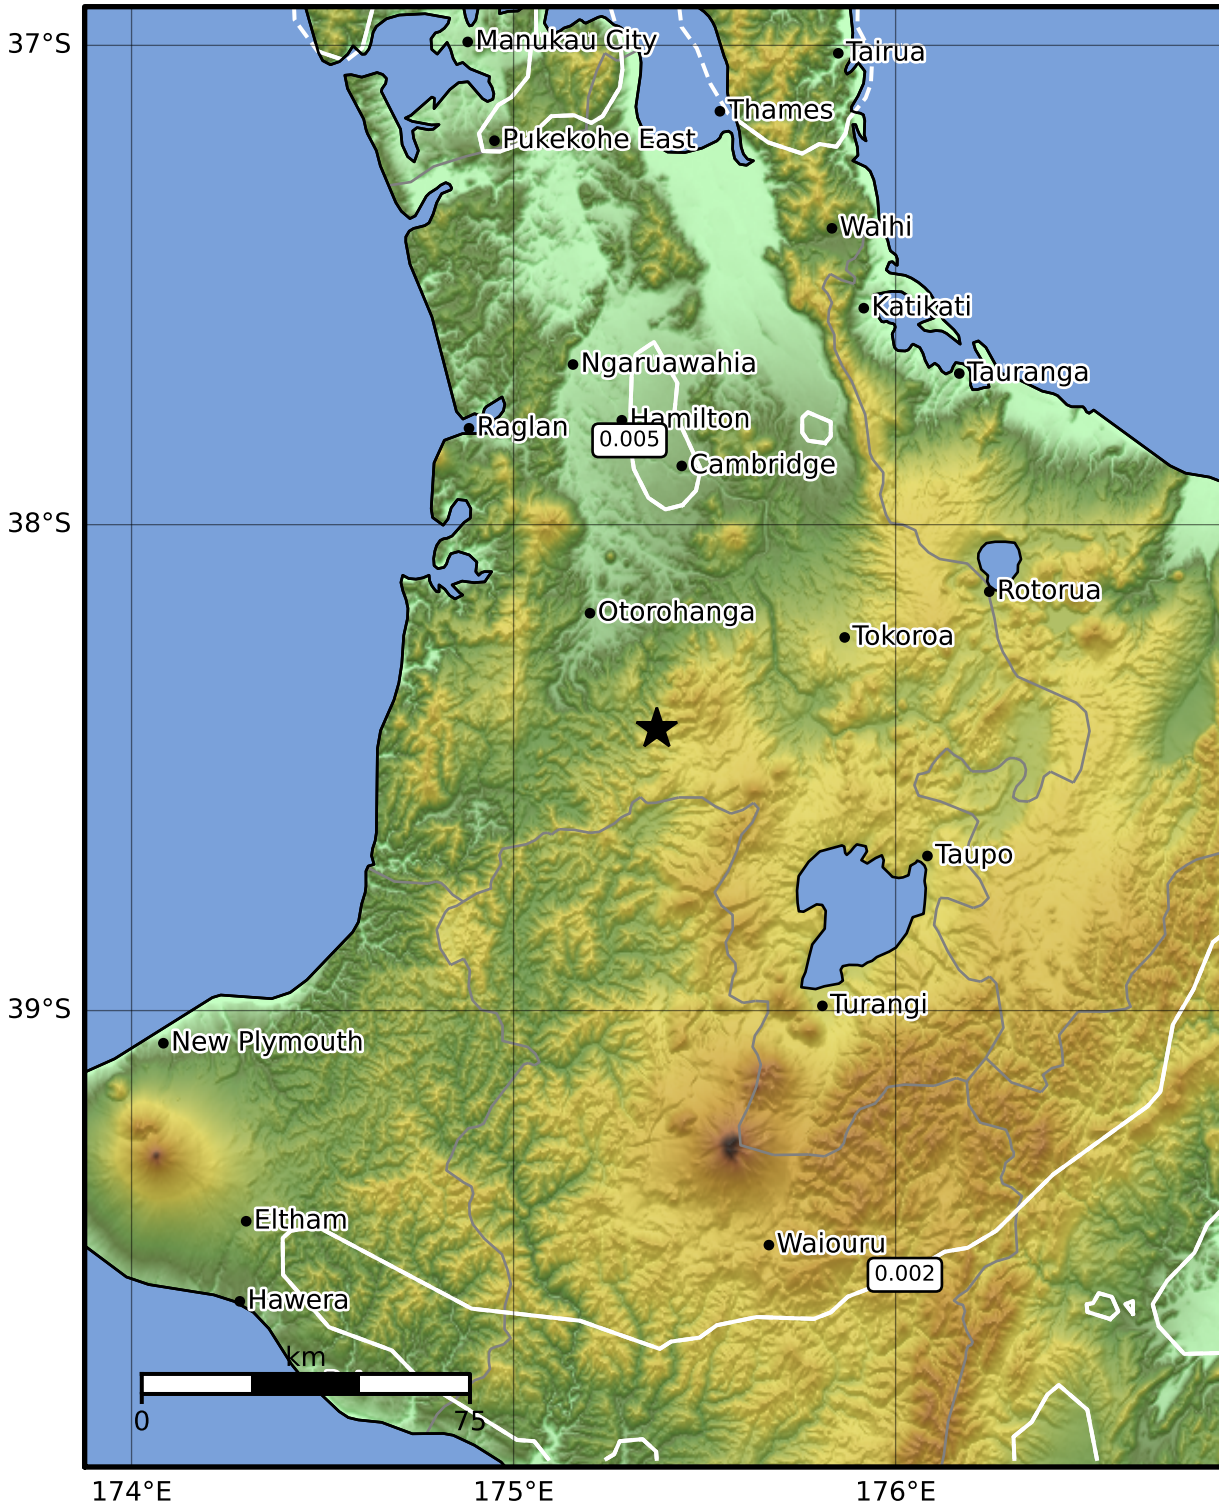 37°S
Manukau City
Tairua
Thames
Pukekohe East
Waihi
Katikati
Ngaruawahia
Tauranga
Hamilton
Raglan
0.005
Cambridge
38°S
Rotorua
Otorohanga
Tokoroa
Taupo
39°S
Turangi
New Plymouth
Eltham
Waiouru
0.002
Hawera
km
0
75
174°E
175°E
176°E